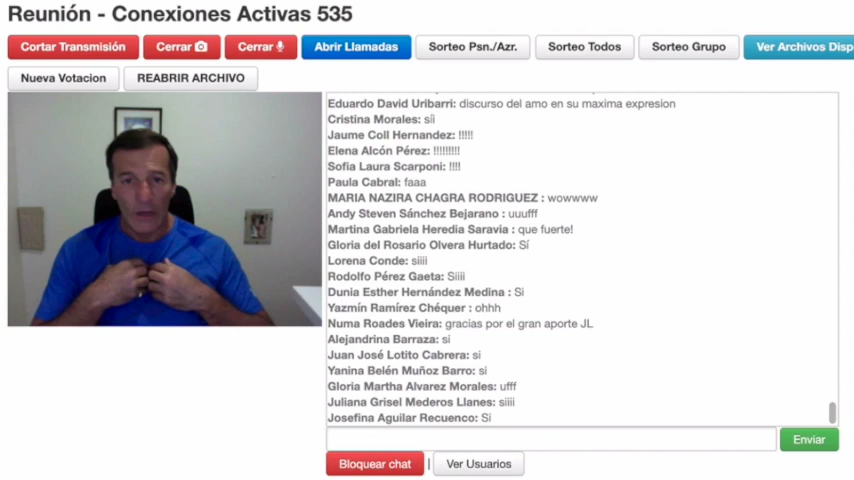 Reunión - Conexiones Activas 535
Cortar Transmisión Cerrar Cerrar Abrir Llamadas Sorteo Psn./Azr. Sorteo Todos Sorteo Grupo Ver Archivos Disp
Nueva Votacion REABRIR ARCHIVO
Eduardo David Uribarri: discurso del amo en su maxima expresion
Cristina Morales: síi
Jaume Coll Hernandez: !!!!!
Elena Alcón Pérez: !!!!!!!!!
Sofia Laura Scarponi: !!!!
Paula Cabral: faaa
MARIA NAZIRA CHAGRA RODRIGUEZ : wowwww
Andy Steven Sánchez Bejarano : uuufff
Martina Gabriela Heredia Saravia : que fuerte!
Gloria del Rosario Olvera Hurtado: Sí
Lorena Conde: siiii
Rodolfo Pérez Gaeta: Siiii
Dunia Esther Hernández Medina : Si
Yazmín Ramírez Chéquer : ohhh
Numa Roades Vieira: gracias por el gran aporte JL
Alejandrina Barraza: si
Juan José Lotito Cabrera: si
Yanina Belén Muñoz Barro: si
Gloria Martha Alvarez Morales: ufff
Juliana Grisel Mederos Llanes: siiii
Josefina Aguilar Recuenco: Sí
Enviar
Bloquear chat | Ver Usuarios